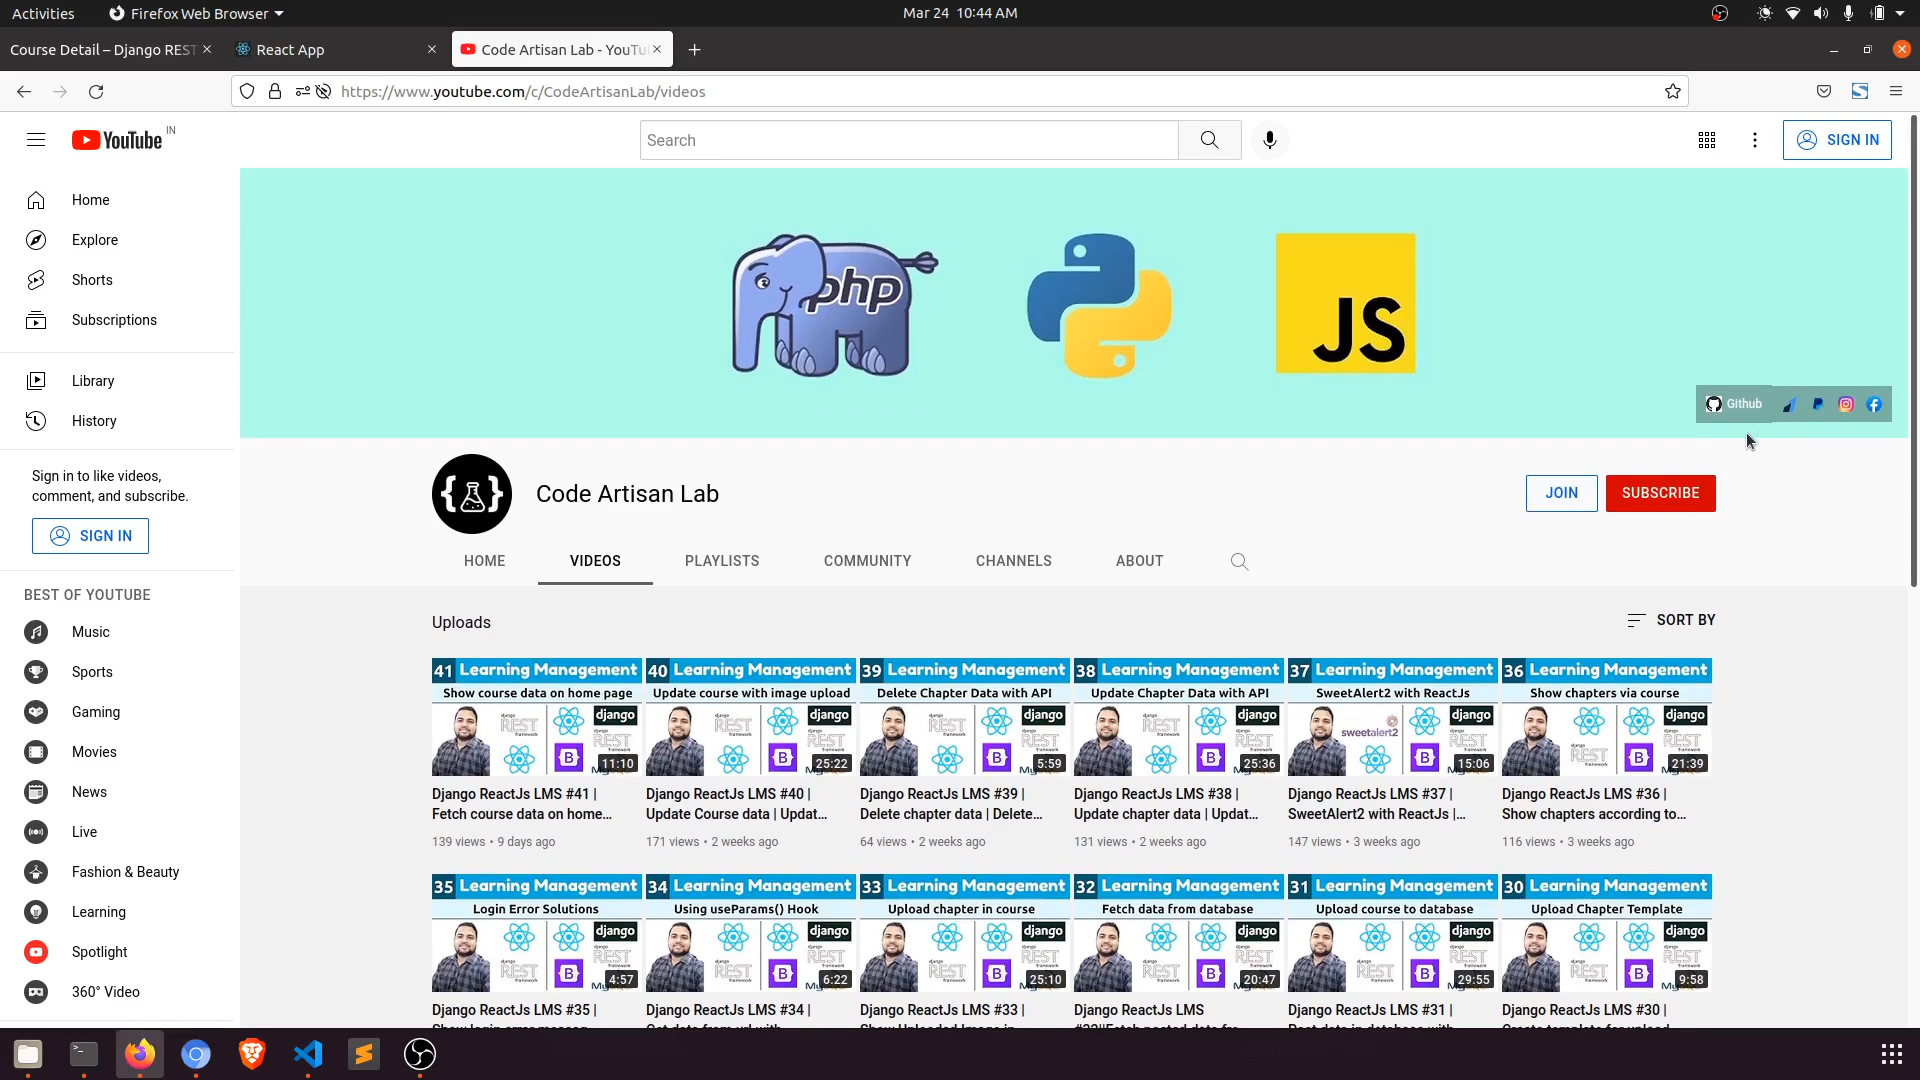 Activities
Firefox Web Browser
Mar 24 10:44 AM
Course Detail – Django REST
React App
Code Artisan Lab - YouTu
https://www.youtube.com/c/CodeArtisanLab/videos
YouTube
IN
Search
SIGN IN
Home
Explore
Shorts
Subscriptions
Library
History
Sign in to like videos,
comment, and subscribe.
SIGN IN
BEST OF YOUTUBE
Music
Sports
Gaming
Movies
News
Live
Fashion & Beauty
Learning
Spotlight
360° Video
php
JS
Github
Code Artisan Lab
JOIN
SUBSCRIBE
HOME
VIDEOS
PLAYLISTS
COMMUNITY
CHANNELS
ABOUT
Uploads
SORT BY
41 Learning Management
Show course data on home page
django
REST
11:10
Django ReactJs LMS #41 |
Fetch course data on home...
139 views • 9 days ago
40 Learning Management
Update course with image upload
django
REST
25:22
Django ReactJs LMS #40 |
Update Course data | Updat...
171 views • 2 weeks ago
39 Learning Management
Delete Chapter Data with API
django
REST
5:59
Django ReactJs LMS #39 |
Delete chapter data | Delete...
64 views • 2 weeks ago
38 Learning Management
Update Chapter Data with API
django
REST
25:36
Django ReactJs LMS #38 |
Update chapter data | Updat...
131 views • 2 weeks ago
37 Learning Management
SweetAlert2 with ReactJs
django
sweetalert2
REST
15:06
Django ReactJs LMS #37 |
SweetAlert2 with ReactJs |...
147 views • 3 weeks ago
36 Learning Management
Show chapters via course
django
REST
21:39
Django ReactJs LMS #36 |
Show chapters according to...
116 views • 3 weeks ago
35 Learning Management
Login Error Solutions
django
REST
4:57
Django ReactJs LMS #35 |
34 Learning Management
Using useParams() Hook
django
REST
6:22
Django ReactJs LMS #34 |
33 Learning Management
Upload chapter in course
django
REST
25:10
Django ReactJs LMS #33 |
32 Learning Management
Fetch data from database
django
REST
20:47
Django ReactJs LMS
31 Learning Management
Upload course to database
django
REST
29:55
Django ReactJs LMS #31 |
30 Learning Management
Upload Chapter Template
django
REST
9:58
Django ReactJs LMS #30 |